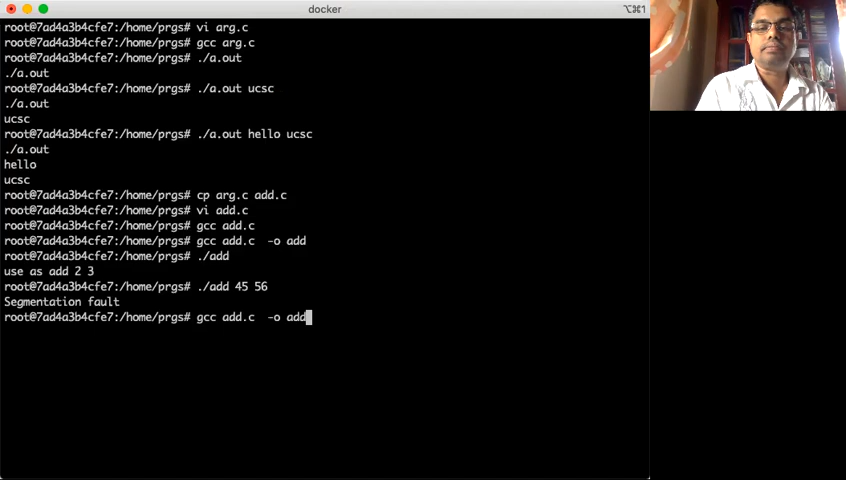 docker
⌥⌘1
root@7ad4a3b4cfe7:/home/prgs# vi arg.c
root@7ad4a3b4cfe7:/home/prgs# gcc arg.c
root@7ad4a3b4cfe7:/home/prgs# ./a.out
./a.out
root@7ad4a3b4cfe7:/home/prgs# ./a.out ucsc
./a.out
ucsc
root@7ad4a3b4cfe7:/home/prgs# ./a.out hello ucsc
./a.out
hello
ucsc
root@7ad4a3b4cfe7:/home/prgs# cp arg.c add.c
root@7ad4a3b4cfe7:/home/prgs# vi add.c
root@7ad4a3b4cfe7:/home/prgs# gcc add.c
root@7ad4a3b4cfe7:/home/prgs# gcc add.c  -o add
root@7ad4a3b4cfe7:/home/prgs# ./add
use as add 2 3
root@7ad4a3b4cfe7:/home/prgs# ./add 45 56
Segmentation fault
root@7ad4a3b4cfe7:/home/prgs# gcc add.c  -o add